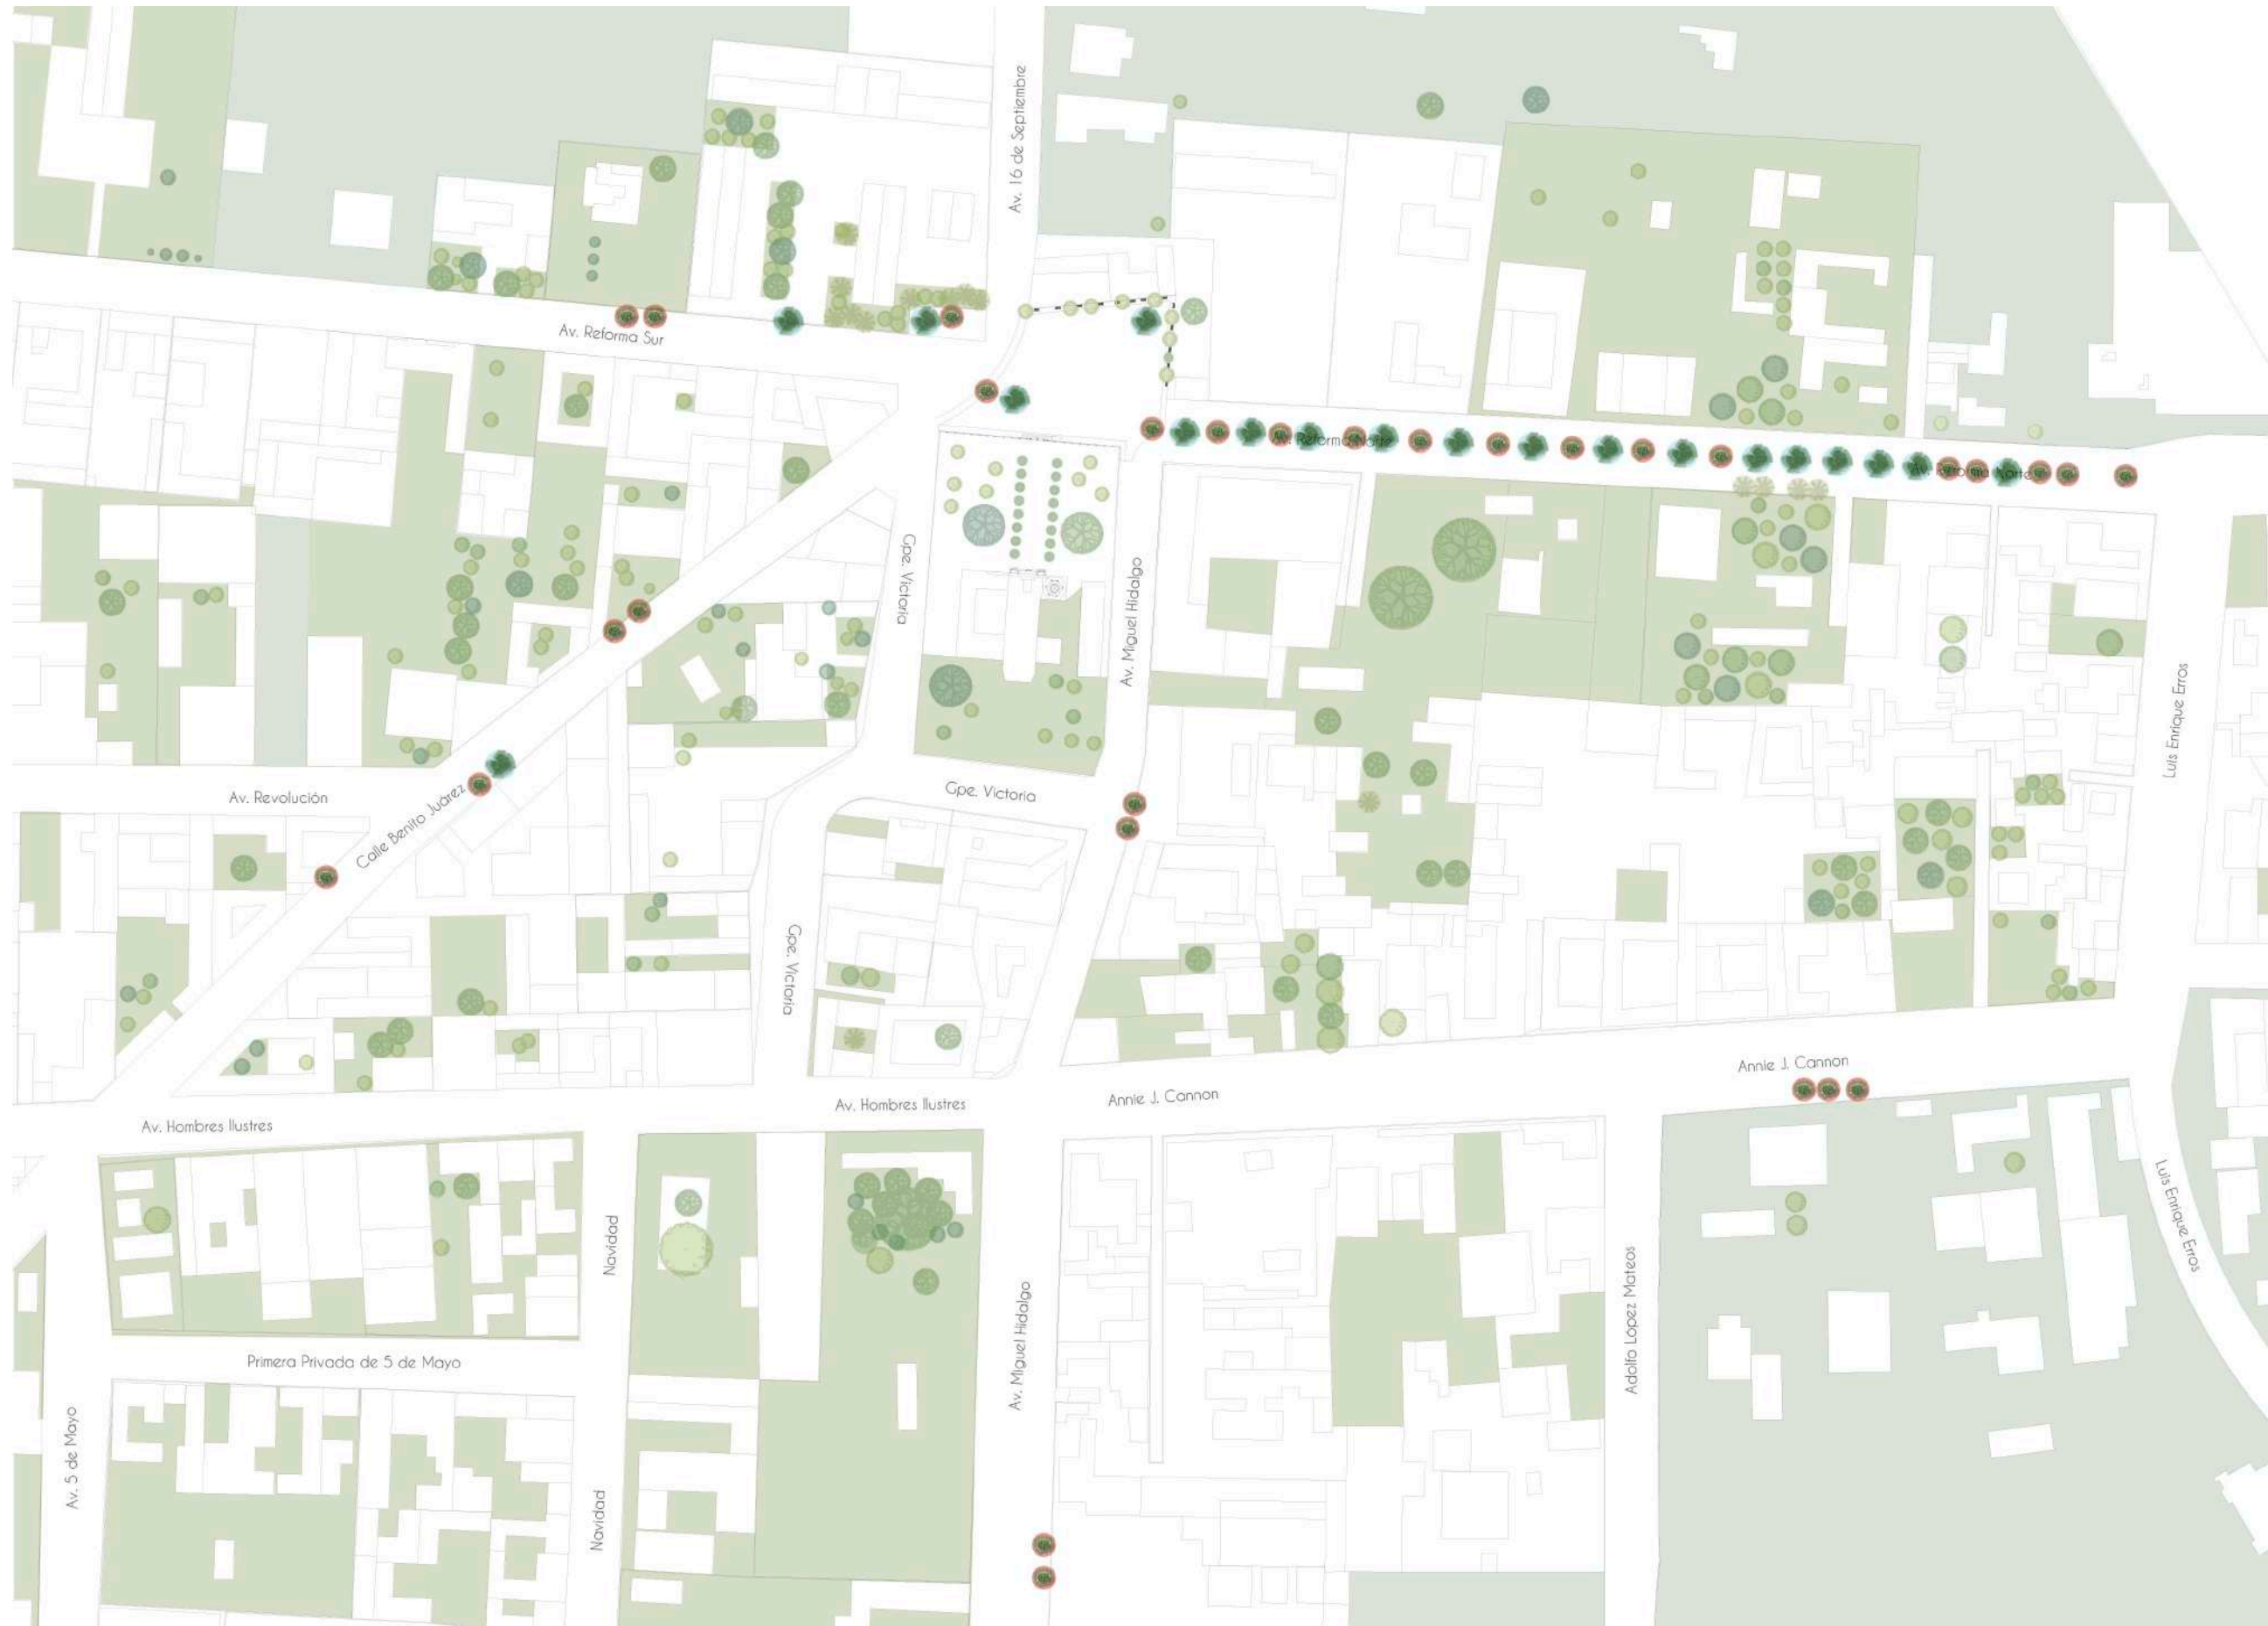 Av. 16 de Septiembre
Av. Reforma Sur
Av. Reforma Norte
Av. Reforma Norte
Gpe. Victoria
Av. Miguel Hidalgo
Luis Enrique Erros
Av. Revolución
Calle Benito Juárez
Gpe. Victoria
Gpe. Victoria
Annie J. Cannon
Annie J. Cannon
Av. Hombres Ilustres
Av. Hombres Ilustres
Navidad
Luis Enrique Erros
Av. Miguel Hidalgo
Adolfo López Mateos
Primera Privada de 5 de Mayo
Av. 5 de Mayo
Navidad